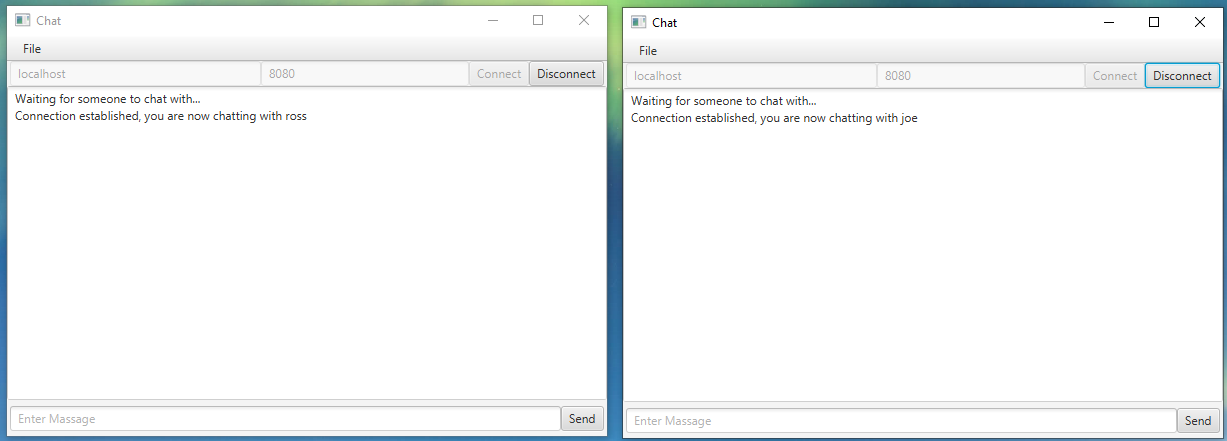 Chat
File
localhost 8080 Connect Disconnect
Waiting for someone to chat with...
Connection established, you are now chatting with ross
Enter Massage Send
Chat
File
localhost 8080 Connect Disconnect
Waiting for someone to chat with...
Connection established, you are now chatting with joe
Enter Massage Send